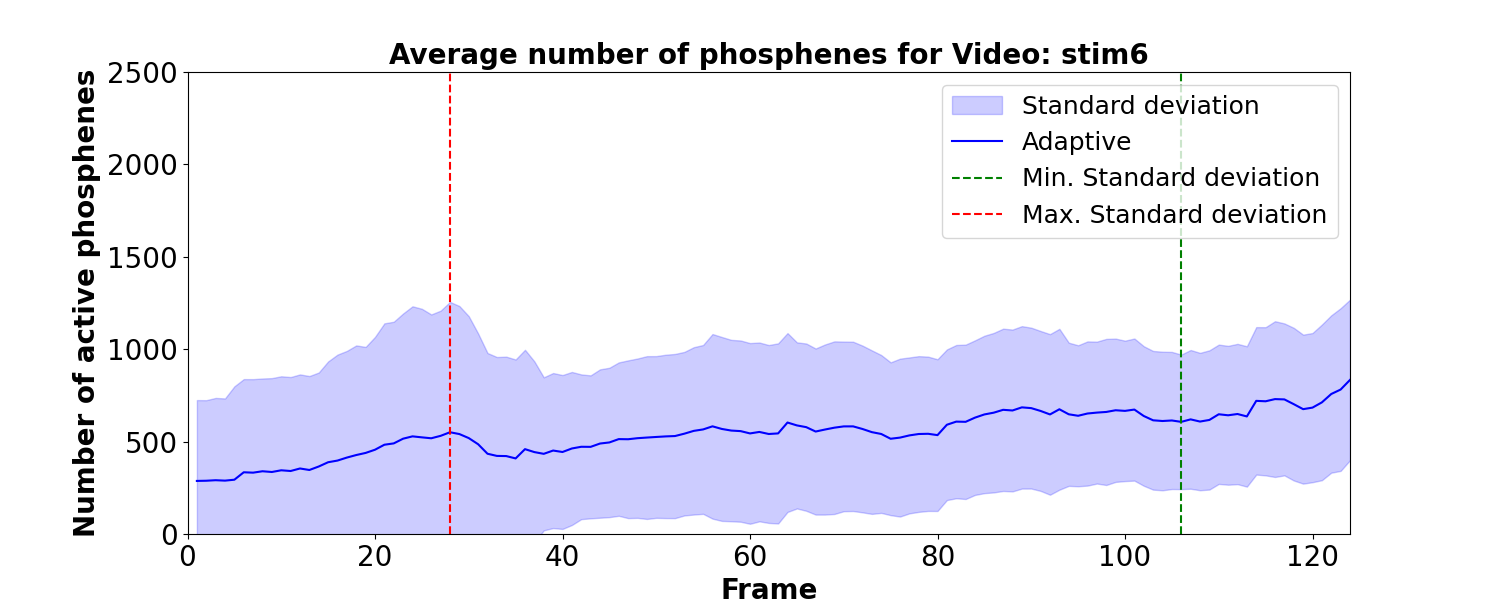 Average number of phosphenes for Video: stim6
Number of active phosphenes
2500
2000
1500
1000
500
0
Standard deviation
Adaptive
Min. Standard deviation
Max. Standard deviation
0 20 40 60 80 100 120
Frame